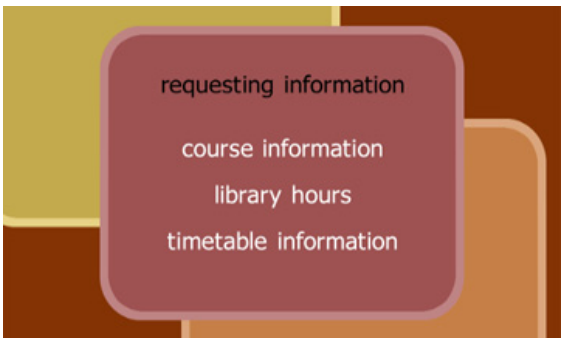 requesting information
course information
library hours
timetable information